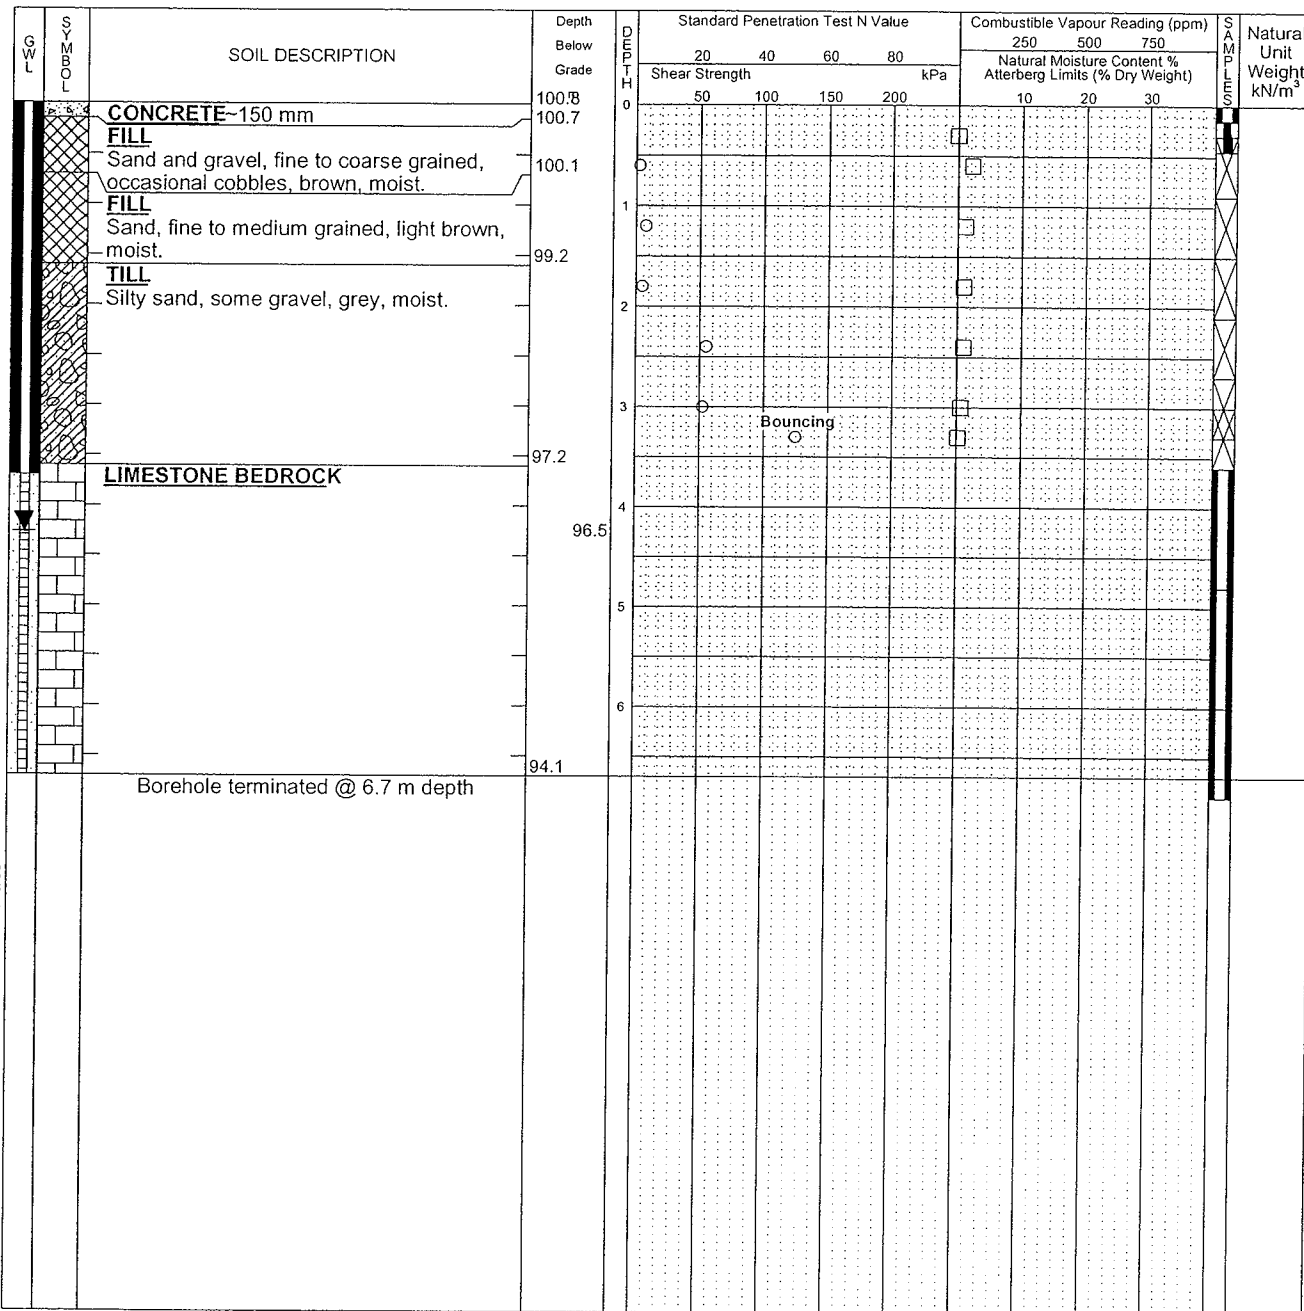 GWL
SYMBOL
SOIL DESCRIPTION
Depth
Below
Grade
DEPTH
Standard Penetration Test N Value
20 40 60 80
Shear Strength kPa
50 100 150 200
Combustible Vapour Reading (ppm)
250 500 750
Natural Moisture Content %
Atterberg Limits (% Dry Weight)
10 20 30
SAMPLES
Natural
Unit
Weight
kN/m³
100.8
0
CONCRETE~150 mm
100.7
FILL
Sand and gravel, fine to coarse grained,
100.1
occasional cobbles, brown, moist.
FILL
1
Sand, fine to medium grained, light brown,
moist.
99.2
TILL
Silty sand, some gravel, grey, moist.
2
3
Bouncing
97.2
LIMESTONE BEDROCK
4
96.5
5
6
94.1
Borehole terminated @ 6.7 m depth